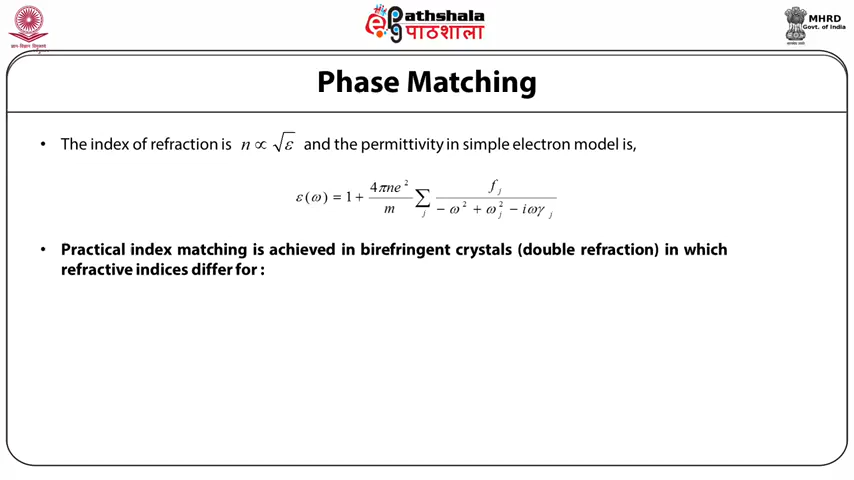 Pathshala
पाठशाला
MHRD
Govt. of India
Phase Matching
• The index of refraction is n ∝ √ε and the permittivity in simple electron model is,
ε(ω) = 1 + 4πne²/m ∑_j f_j / (−ω² + ω_j² − iωγ_j)
• Practical index matching is achieved in birefringent crystals (double refraction) in which
refractive indices differ for :